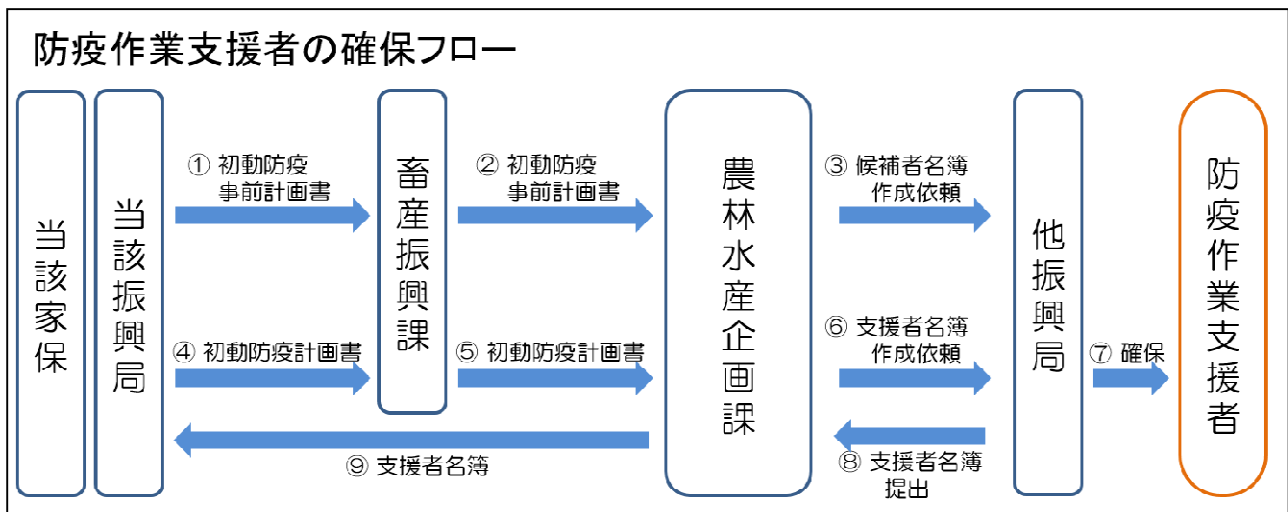 防疫作業支援者の確保フロー
当該家保
当該振興局
① 初動防疫
事前計画書
④ 初動防疫計画書
畜産振興課
② 初動防疫
事前計画書
⑤ 初動防疫計画書
⑨ 支援者名簿
農林水産企画課
③ 候補者名簿
作成依頼
⑥ 支援者名簿
作成依頼
⑧ 支援者名簿
提出
他振興局
⑦ 確保
防疫作業支援者